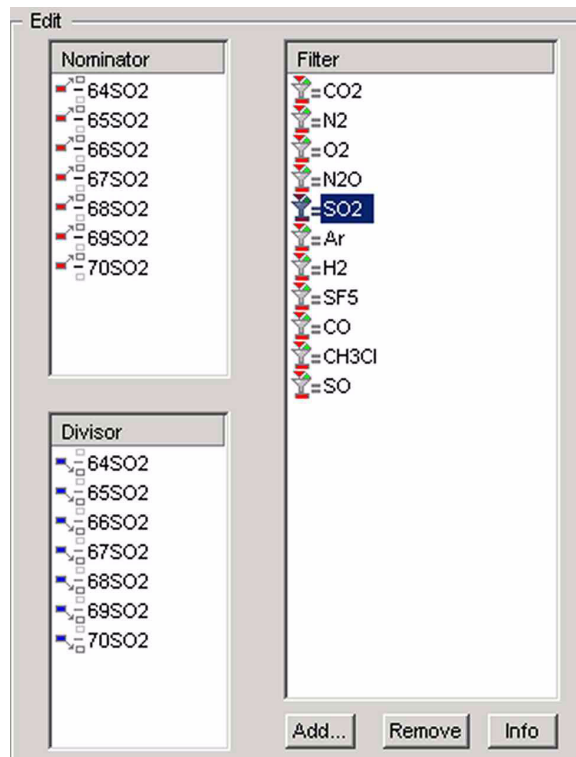 Edit
Nominator
64SO2
65SO2
66SO2
67SO2
68SO2
69SO2
70SO2
Divisor
64SO2
65SO2
66SO2
67SO2
68SO2
69SO2
70SO2
Filter
=CO2
=N2
=O2
=N2O
=SO2
=Ar
=H2
=SF5
=CO
=CH3Cl
=SO
Add... Remove Info